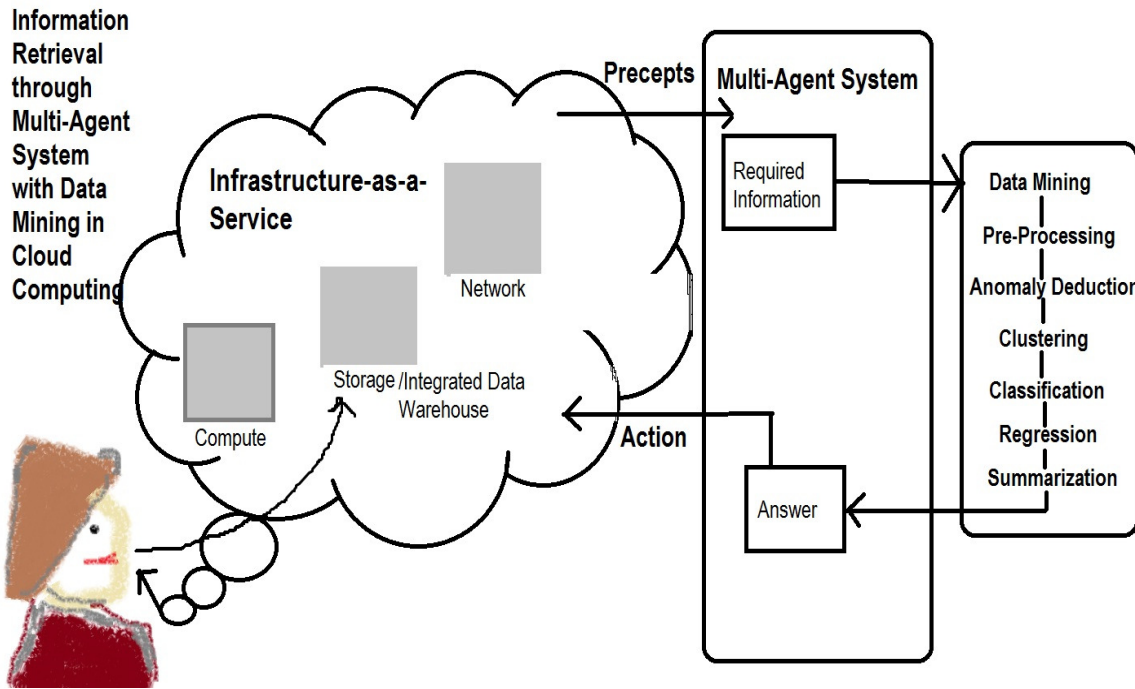 Information
Retrieval
through
Multi-Agent
System
with Data
Mining in
Cloud
Computing
Infrastructure-as-a-
Service
Network
Storage/Integrated Data
Warehouse
Compute
Precepts
Action
Multi-Agent System
Required
Information
Answer
Data Mining
Pre-Processing
Anomaly Deduction
Clustering
Classification
Regression
Summarization